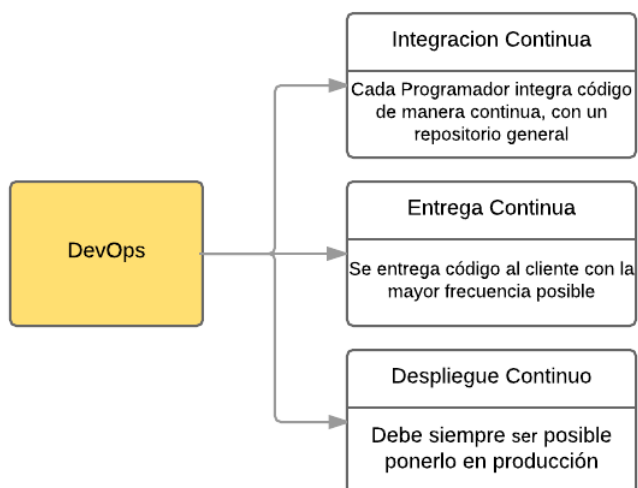 DevOps
Integracion Continua
Cada Programador integra código
de manera continua, con un
repositorio general
Entrega Continua
Se entrega código al cliente con la
mayor frecuencia posible
Despliegue Continuo
Debe siempre ser posible
ponerlo en producción